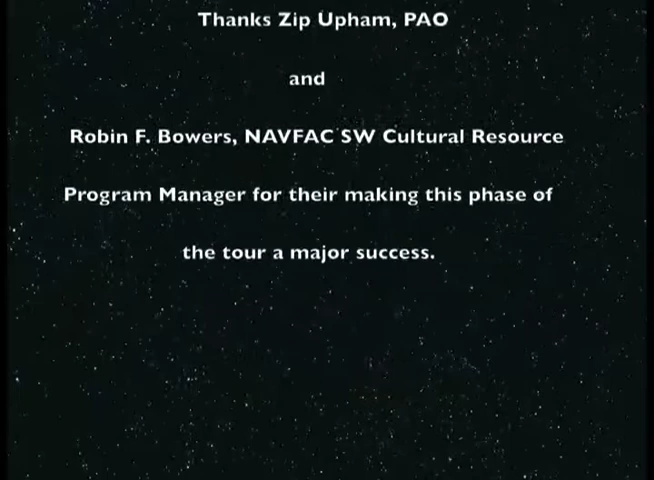 Thanks Zip Upham, PAO
and
Robin F. Bowers, NAVFAC SW Cultural Resource
Program Manager for their making this phase of
the tour a major success.